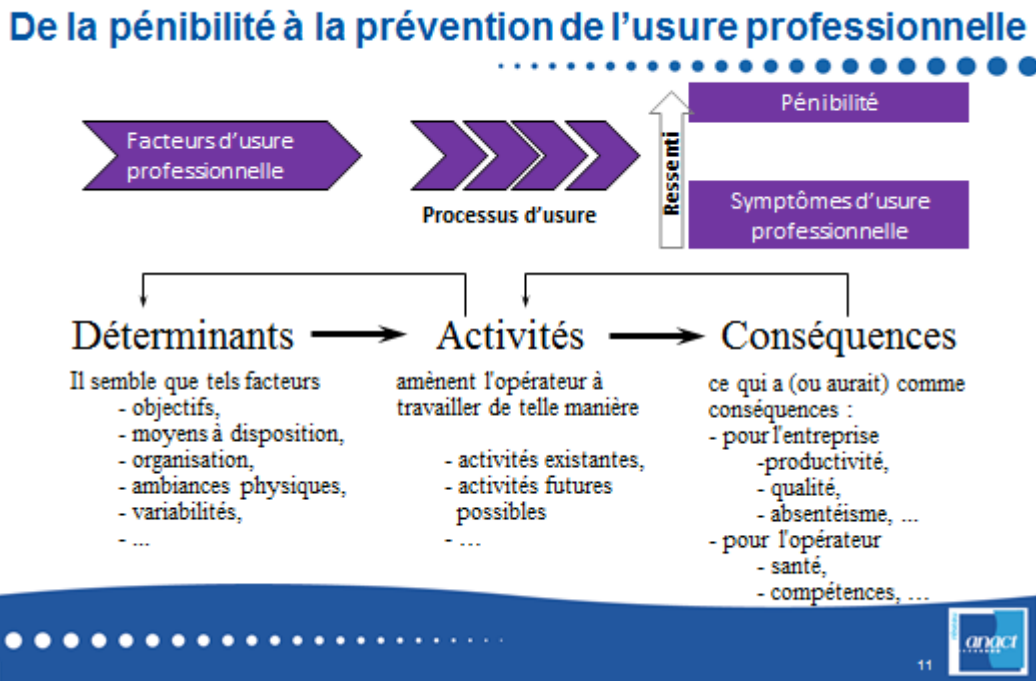 De la pénibilité à la prévention de l'usure professionnelle
Facteurs d'usure
professionnelle
Processus d'usure
Ressenti
Pénibilité
Symptômes d'usure
professionnelle
Déterminants
Il semble que tels facteurs
- objectifs,
- moyens à disposition,
- organisation,
- ambiances physiques,
- variabilités,
- ...
Activités
amènent l'opérateur à
travailler de telle manière
- activités existantes,
- activités futures
possibles
- ...
Conséquences
ce qui a (ou aurait) comme
conséquences :
- pour l'entreprise
-productivité,
- qualité,
- absentéisme, ...
- pour l'opérateur
- santé,
- compétences, ...
11
anact